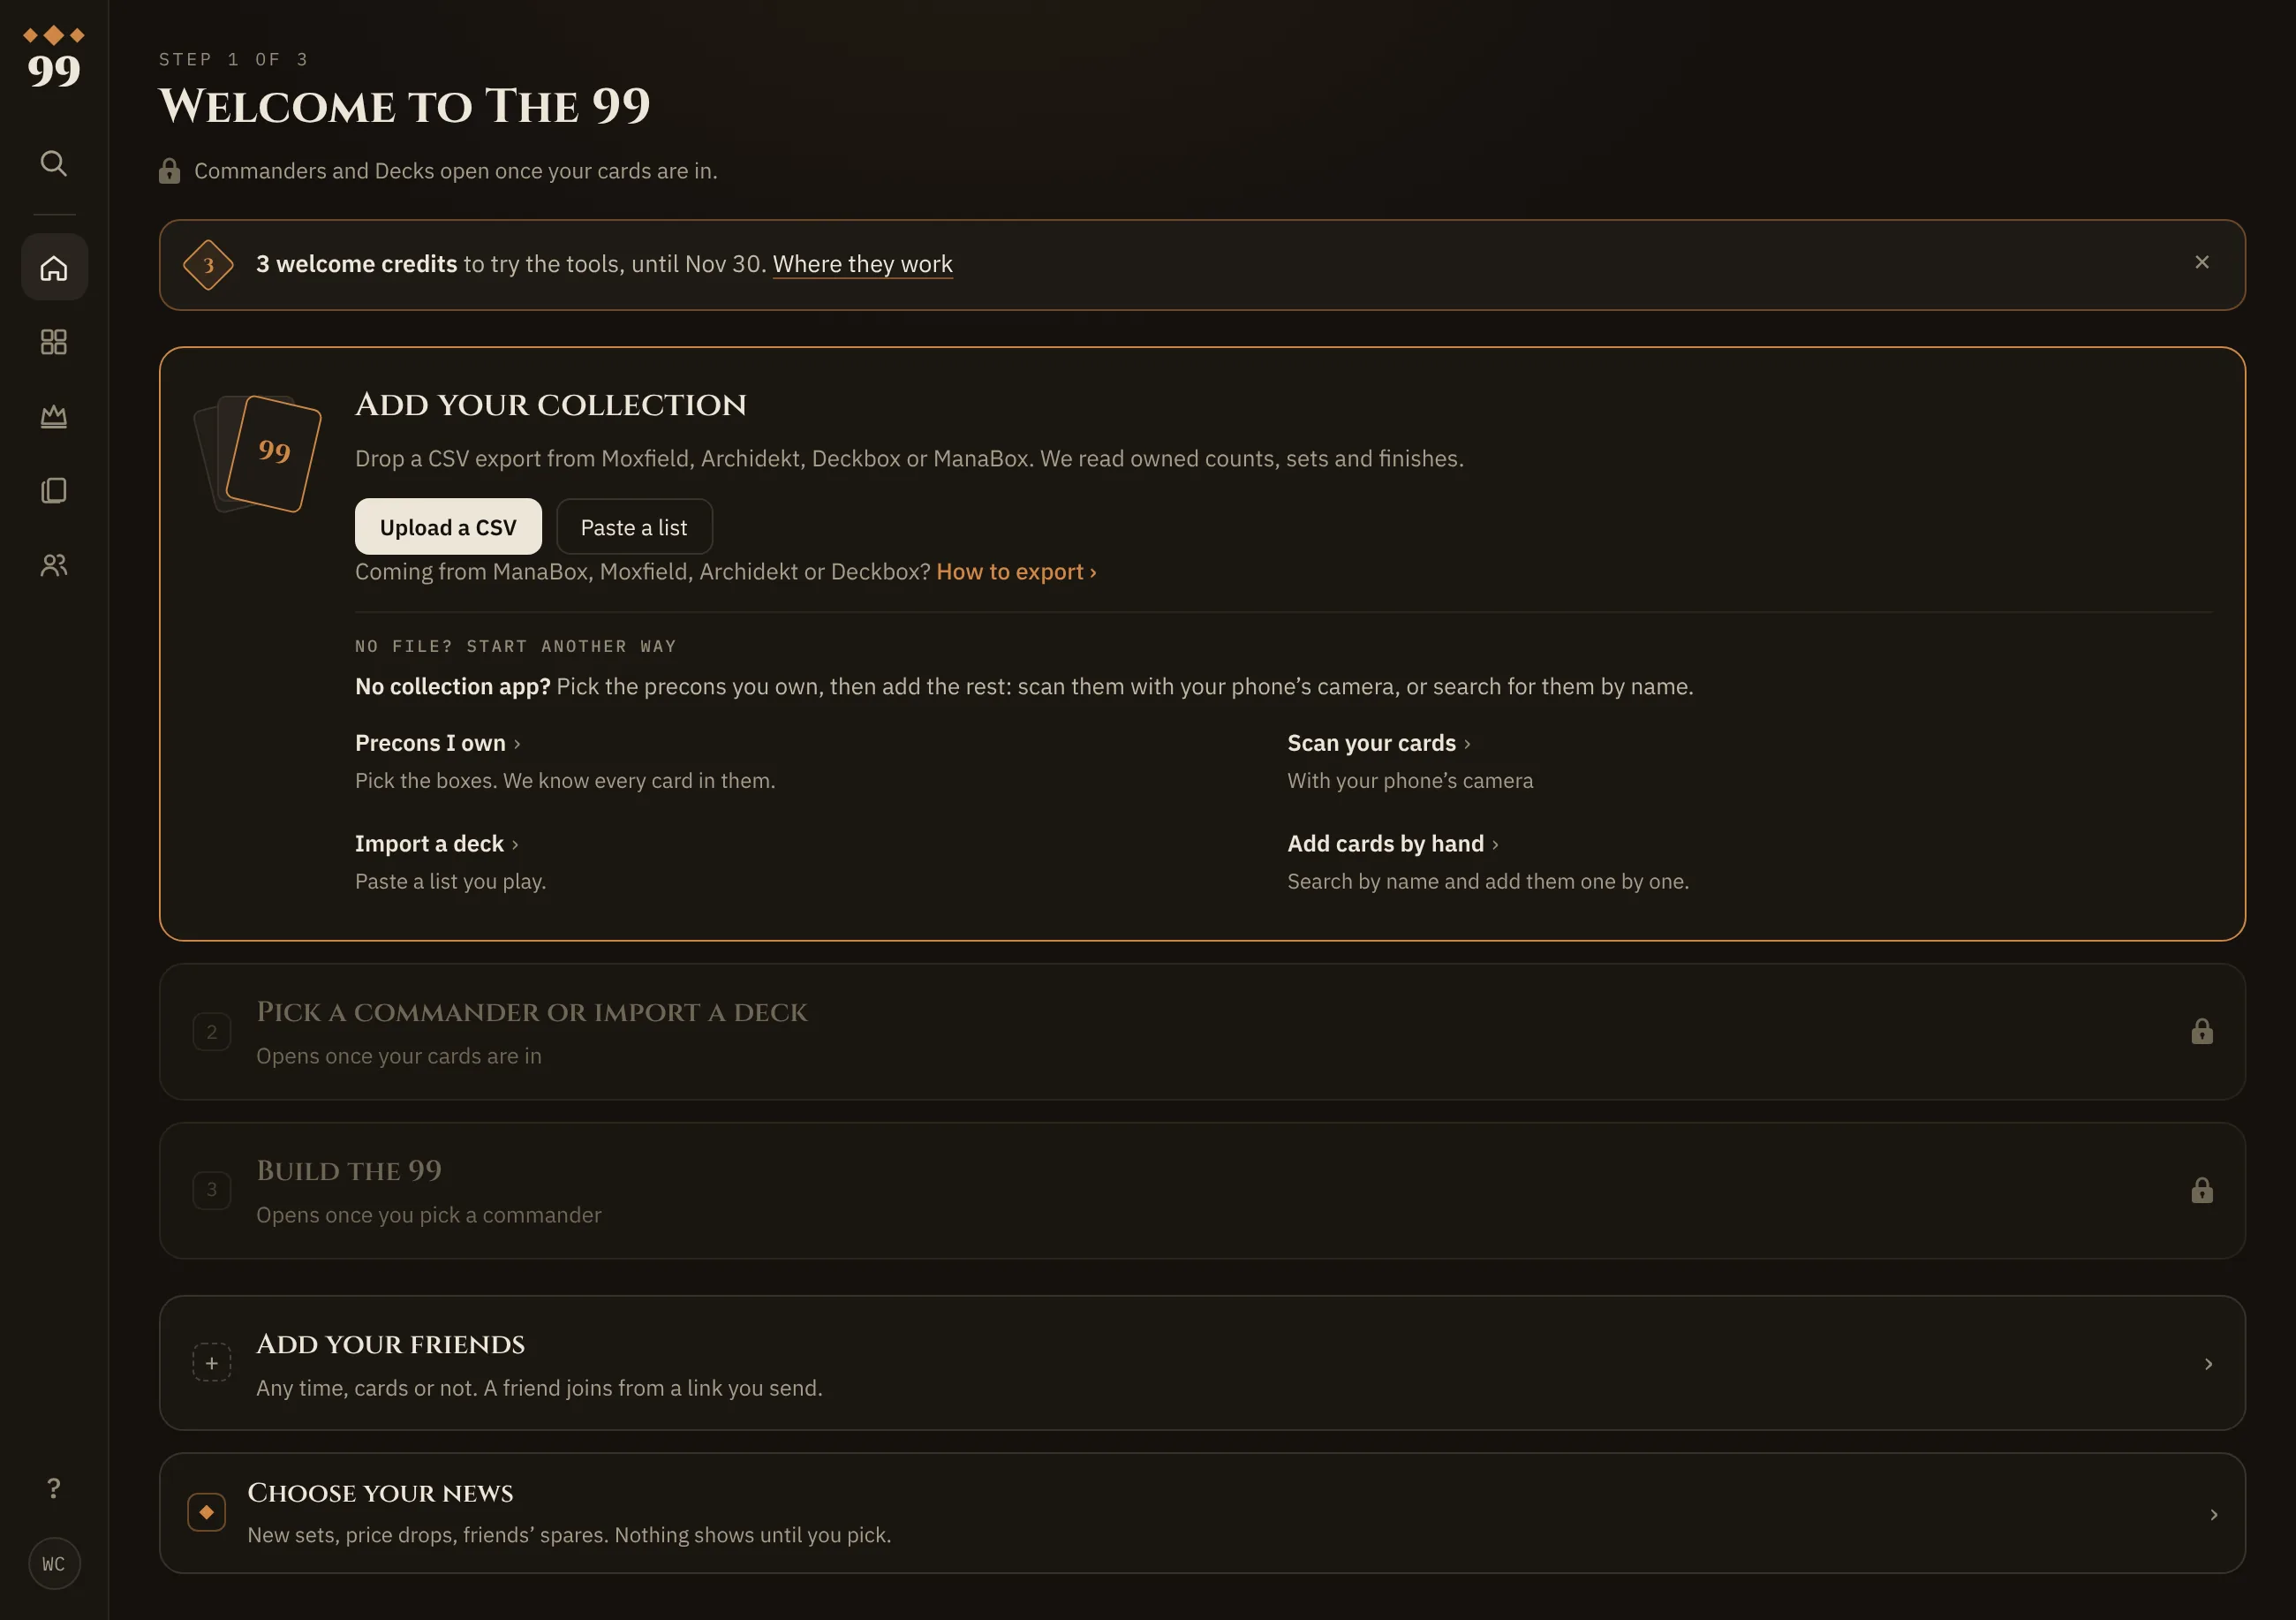 99
STEP 1 OF 3
Welcome to The 99
Commanders and Decks open once your cards are in.
3
3 welcome credits to try the tools, until Nov 30. Where they work
99
Add your collection
Drop a CSV export from Moxfield, Archidekt, Deckbox or ManaBox. We read owned counts, sets and finishes.
Upload a CSV
Paste a list
Coming from ManaBox, Moxfield, Archidekt or Deckbox? How to export ›
NO FILE? START ANOTHER WAY
No collection app? Pick the precons you own, then add the rest: scan them with your phone’s camera, or search for them by name.
Precons I own ›
Pick the boxes. We know every card in them.
Scan your cards ›
With your phone’s camera
Import a deck ›
Paste a list you play.
Add cards by hand ›
Search by name and add them one by one.
2
Pick a commander or import a deck
Opens once your cards are in
3
Build the 99
Opens once you pick a commander
Add your friends
Any time, cards or not. A friend joins from a link you send.
Choose your news
New sets, price drops, friends’ spares. Nothing shows until you pick.
?
WC